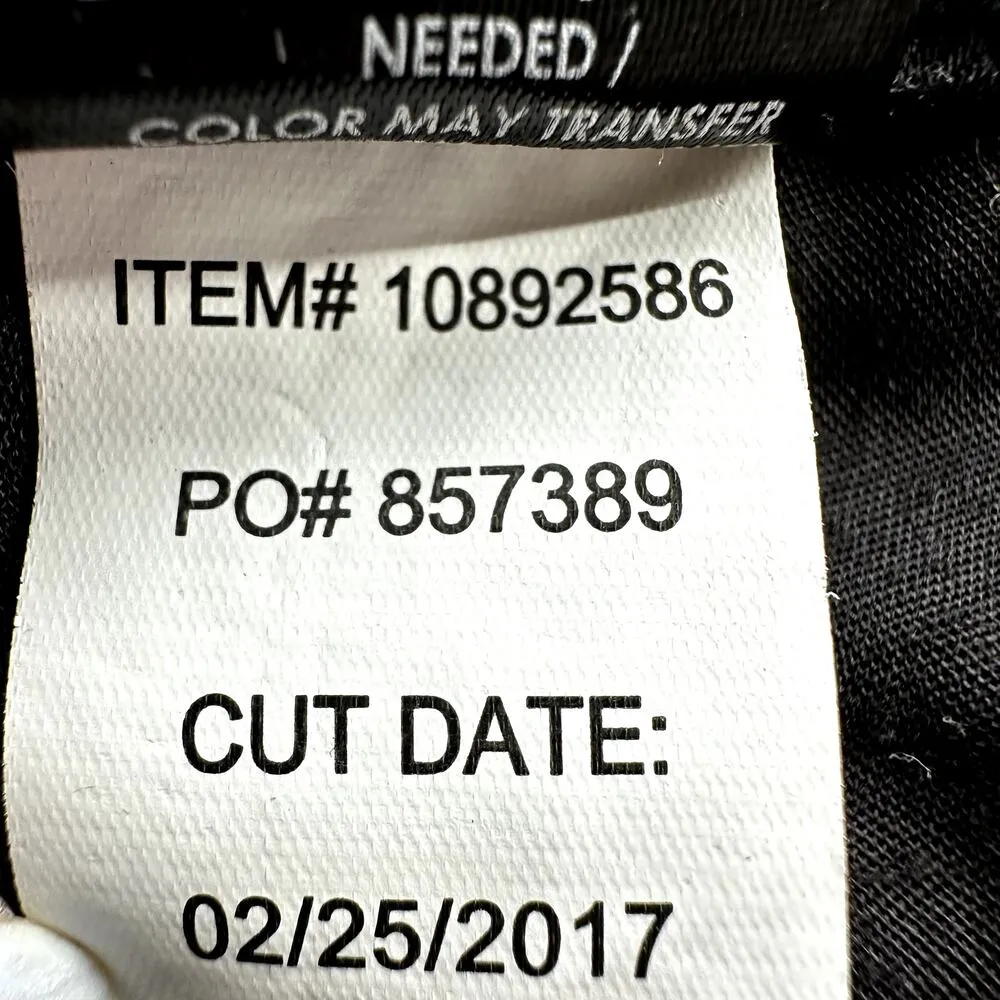 NEEDED /
COLOR MAY TRANSFER
ITEM# 10892586
PO# 857389
CUT DATE:
02/25/2017